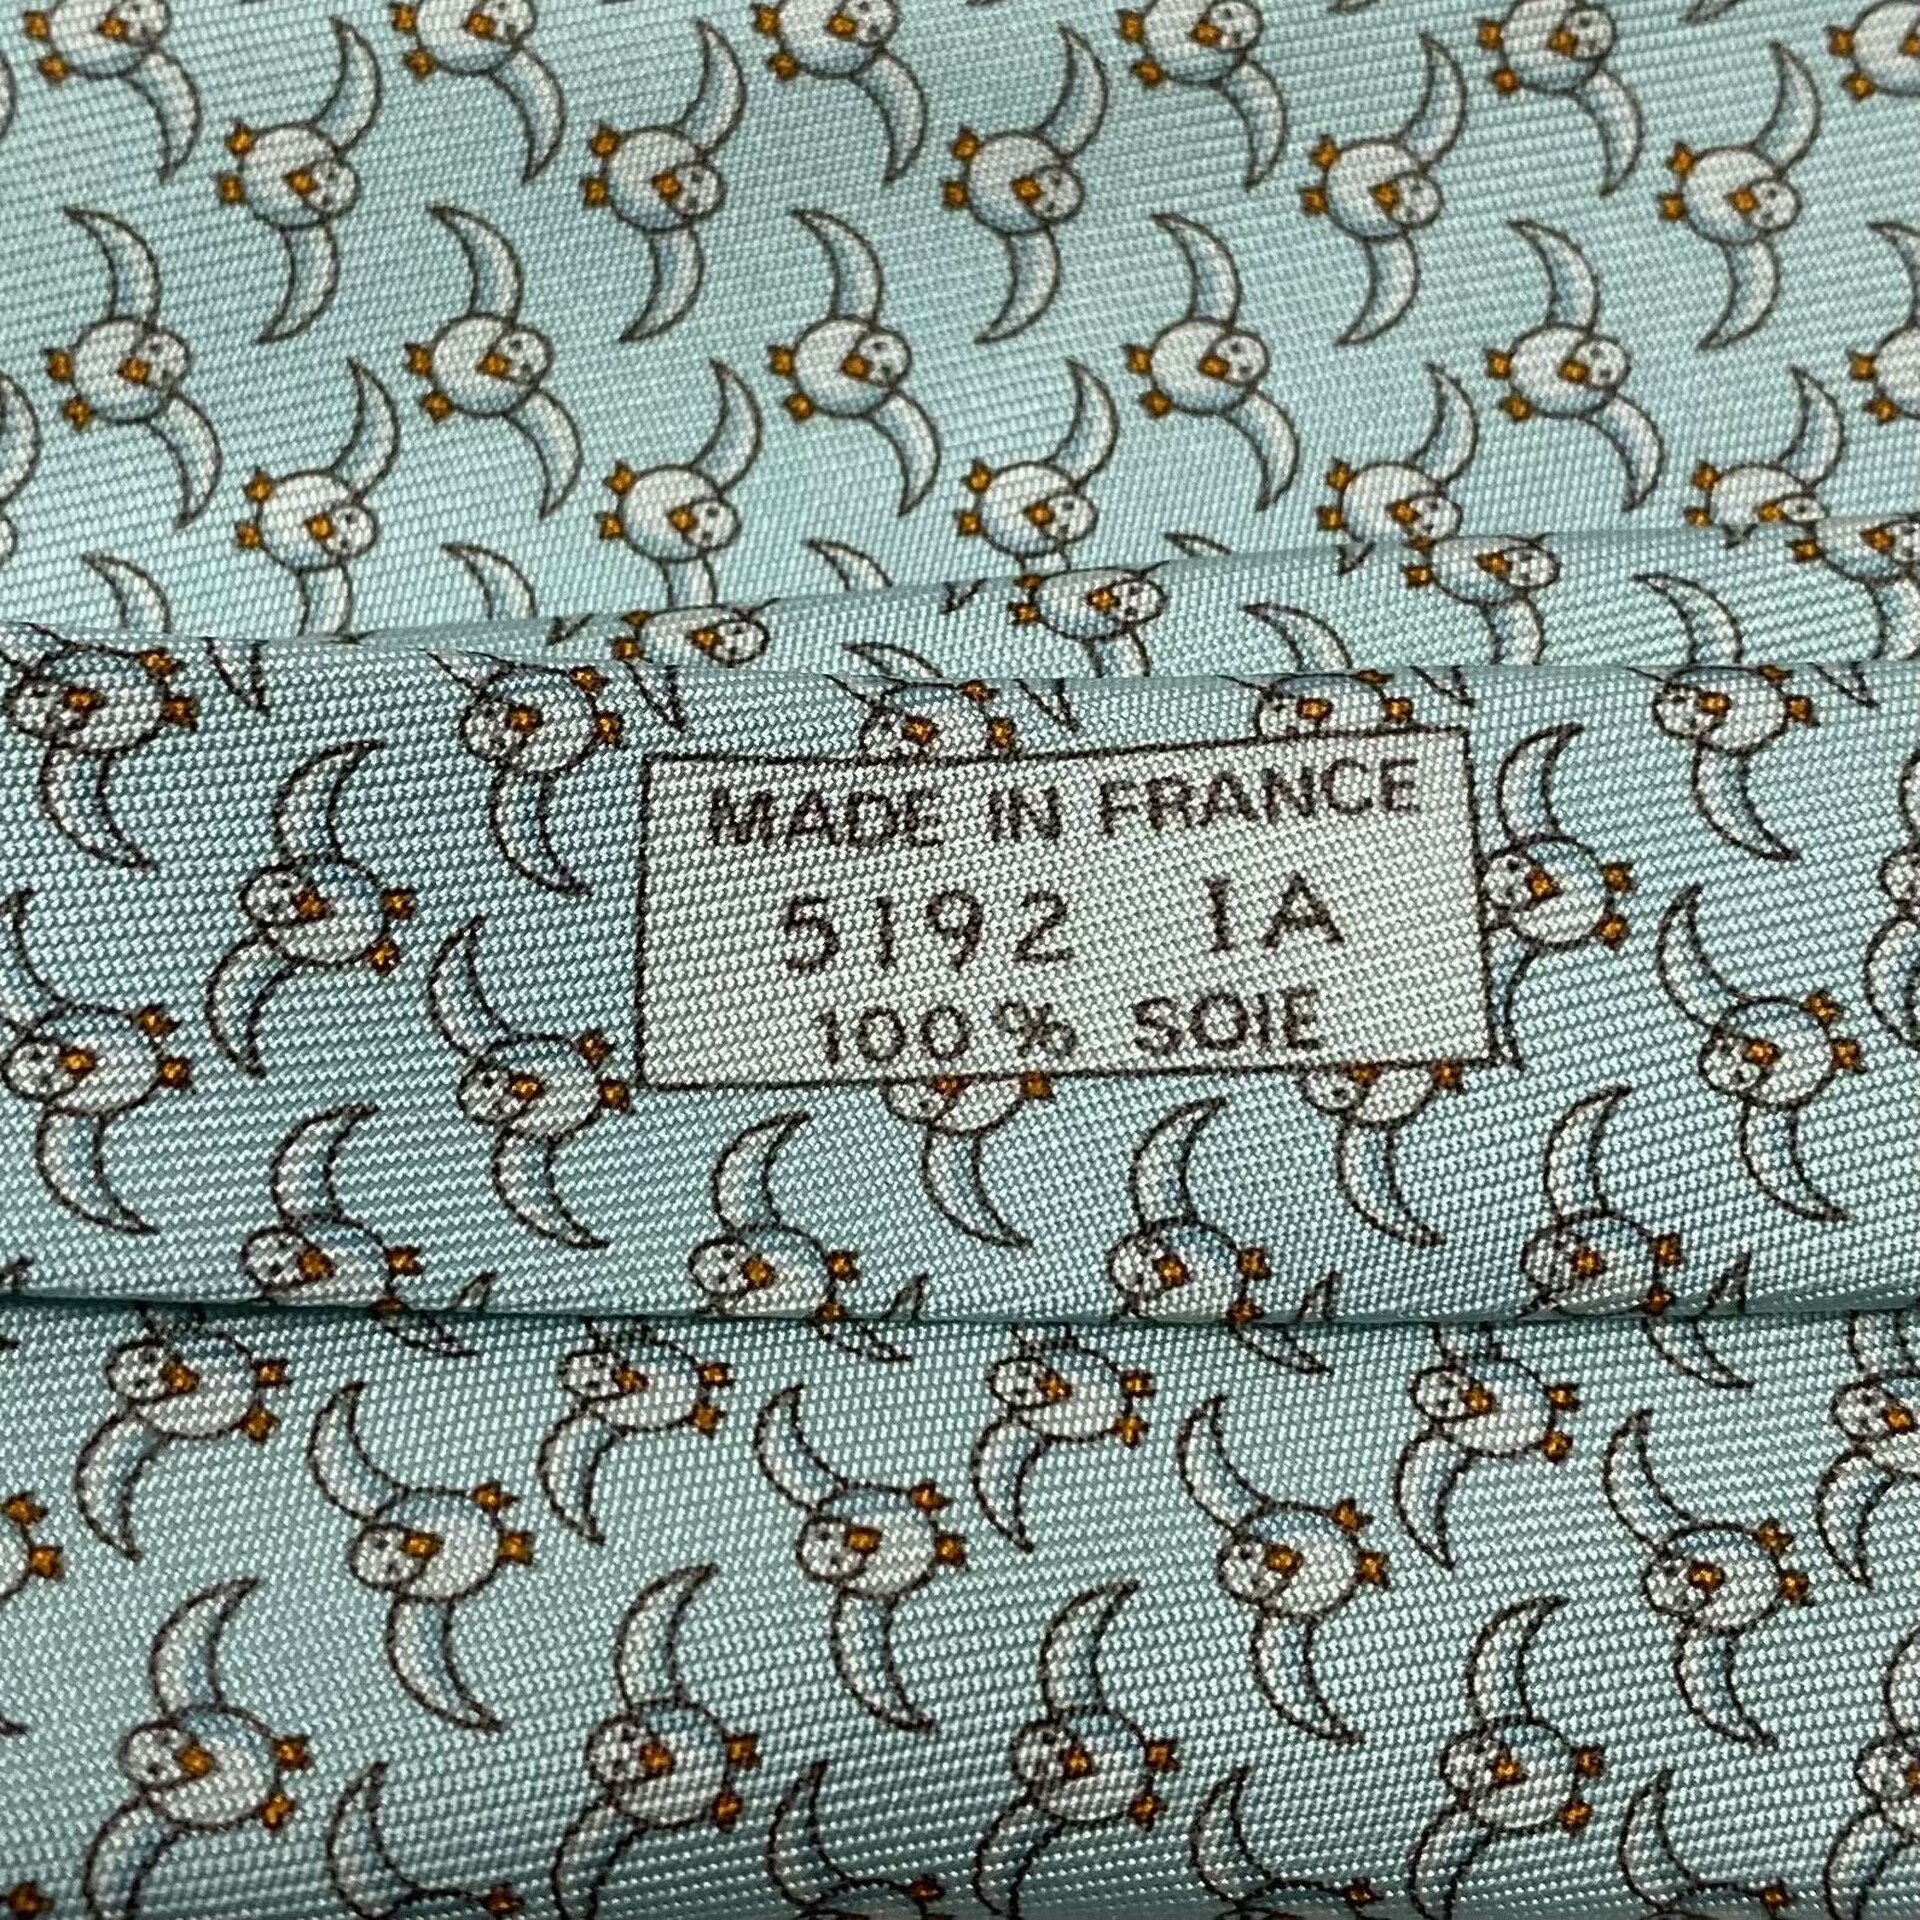 MADE IN FRANCE
5192 IA
100% SOIE